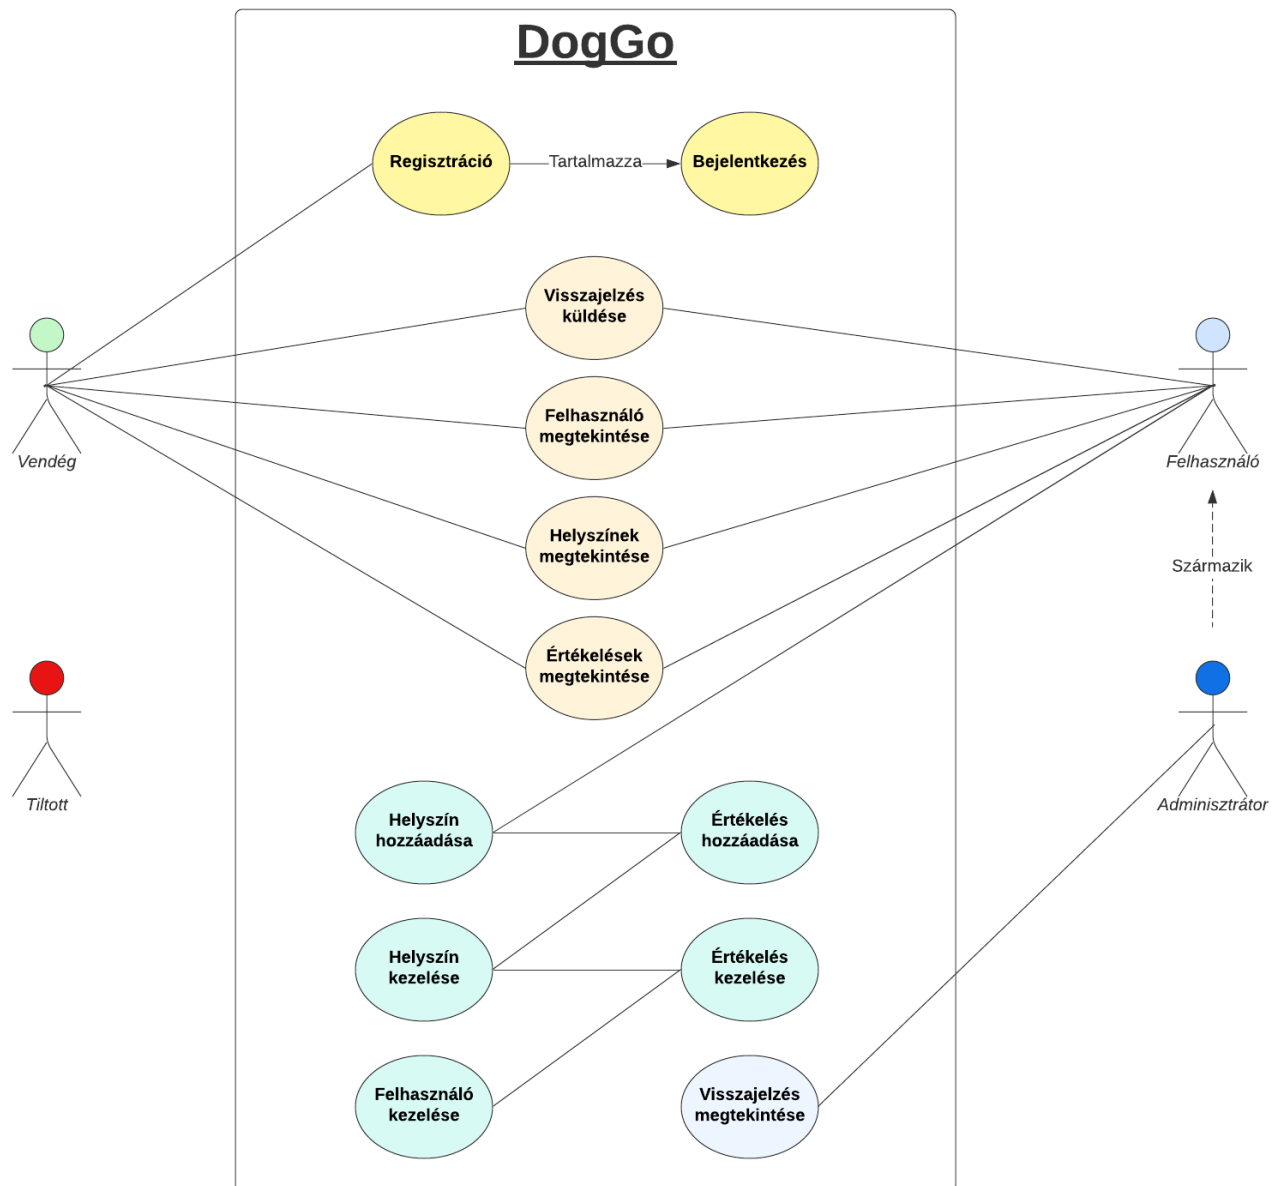 DogGo
Regisztráció
Tartalmazza
Bejelentkezés
Visszajelzés
küldése
Felhasználó
megtekintése
Vendég
Felhasználó
Helyszínek
megtekintése
Származik
Értékelések
megtekintése
Tiltott
Adminisztrátor
Helyszín
hozzáadása
Értékelés
hozzáadása
Helyszín
kezelése
Értékelés
kezelése
Felhasználó
kezelése
Visszajelzés
megtekintése